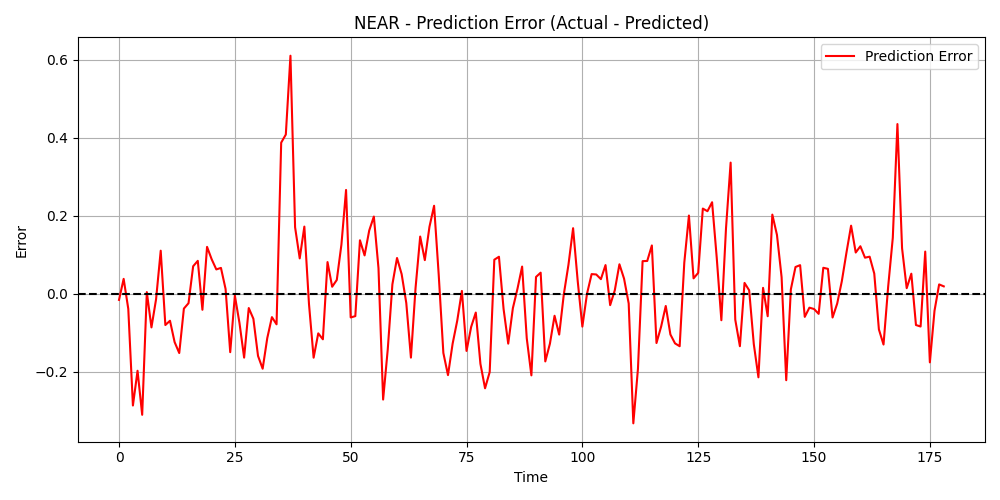 NEAR - Prediction Error (Actual - Predicted)
Prediction Error
Error
0.6
0.4
0.2
0.0
−0.2
0 25 50 75 100 125 150 175
Time